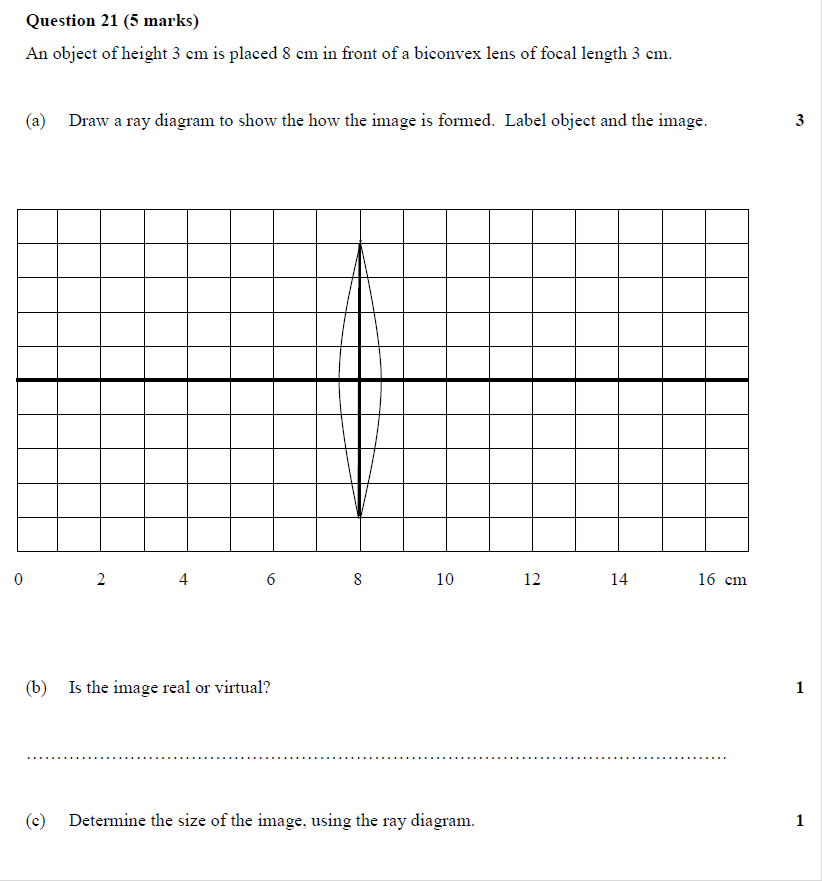 Question 21 (5 marks)
An object of height 3 cm is placed 8 cm in front of a biconvex lens of focal length 3 cm.
(a) Draw a ray diagram to show the how the image is formed. Label object and the image. 3
0 2 4 6 8 10 12 14 16 cm
(b) Is the image real or virtual? 1
(c) Determine the size of the image, using the ray diagram. 1